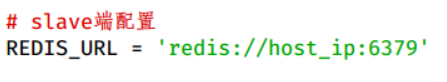 # slave端配置
REDIS_URL = 'redis://host_ip:6379'